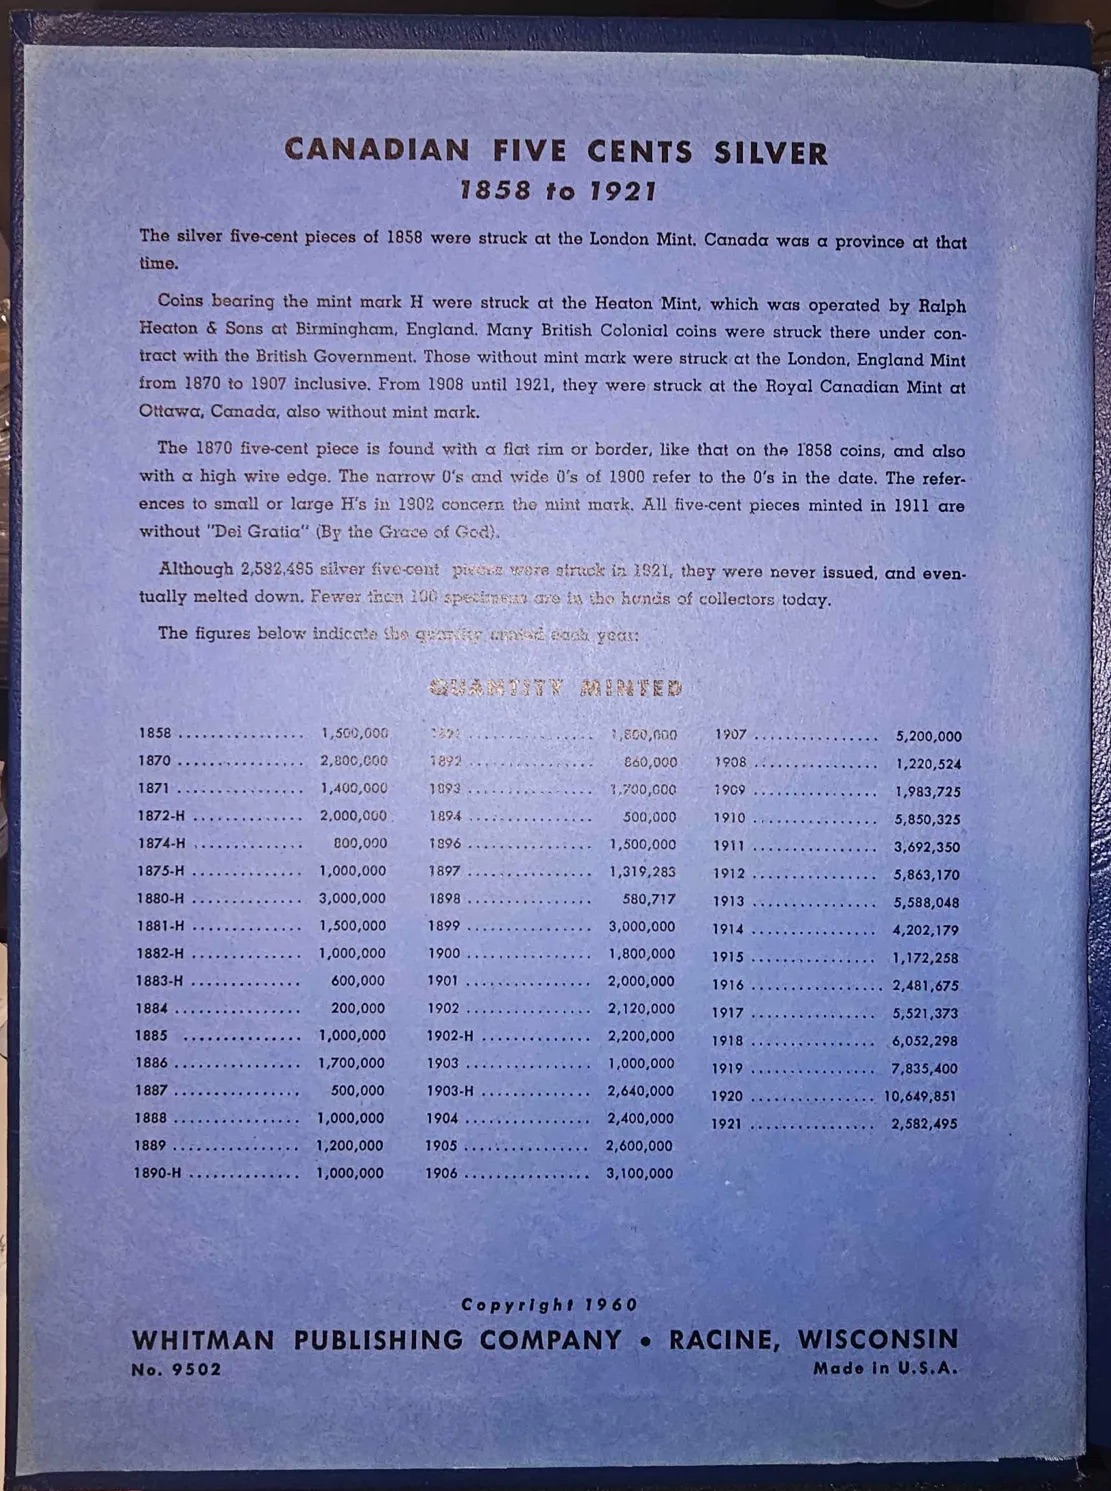 CANADIAN FIVE CENTS SILVER
1858 to 1921
The silver five-cent pieces of 1858 were struck at the London Mint. Canada was a province at that
time.
Coins bearing the mint mark H were struck at the Heaton Mint, which was operated by Ralph
Heaton & Sons at Birmingham, England. Many British Colonial coins were struck there under con-
tract with the British Government. Those without mint mark were struck at the London, England Mint
from 1870 to 1907 inclusive. From 1908 until 1921, they were struck at the Royal Canadian Mint at
Ottawa, Canada, also without mint mark.
The 1870 five-cent piece is found with a flat rim or border, like that on the 1858 coins, and also
with a high wire edge. The narrow 0's and wide 0's of 1900 refer to the 0's in the date. The refer-
ences to small or large H's in 1902 concern the mint mark. All five-cent pieces minted in 1911 are
without "Dei Gratia" (By the Grace of God).
Although 2,582,495 silver five-cent pieces were struck in 1921, they were never issued, and even-
tually melted down. Fewer than 100 specimens are in the hands of collectors today.
The figures below indicate the quantity minted each year:
QUANTITY MINTED
1858 ................ 1,500,000
1870 ................ 2,800,000
1871 ................ 1,400,000
1872-H .............. 2,000,000
1874-H .............. 800,000
1875-H .............. 1,000,000
1880-H .............. 3,000,000
1881-H .............. 1,500,000
1882-H .............. 1,000,000
1883-H .............. 600,000
1884 ................ 200,000
1885 ............... 1,000,000
1886 ................ 1,700,000
1887 ................ 500,000
1888 ................ 1,000,000
1889 ................ 1,200,000
1890-H .............. 1,000,000
1891 ................ 1,800,000
1892 ................ 860,000
1893 ................ 1,700,000
1894 ................ 500,000
1896 ................ 1,500,000
1897 ................ 1,319,283
1898 ................ 580,717
1899 ................ 3,000,000
1900 ................ 1,800,000
1901 ................ 2,000,000
1902 ................ 2,120,000
1902-H .............. 2,200,000
1903 ................ 1,000,000
1903-H .............. 2,640,000
1904 ................ 2,400,000
1905 ................ 2,600,000
1906 ................ 3,100,000
1907 ................ 5,200,000
1908 ................ 1,220,524
1909 ................ 1,983,725
1910 ................ 5,850,325
1911 ................ 3,692,350
1912 ................ 5,863,170
1913 ................ 5,588,048
1914 ................ 4,202,179
1915 ................ 1,172,258
1916 ................. 2,481,675
1917 ................ 5,521,373
1918 ................ 6,052,298
1919 ................ 7,835,400
1920 ................ 10,649,851
1921 ................ 2,582,495
Copyright 1960
WHITMAN PUBLISHING COMPANY • RACINE, WISCONSIN
No. 9502 Made in U.S.A.